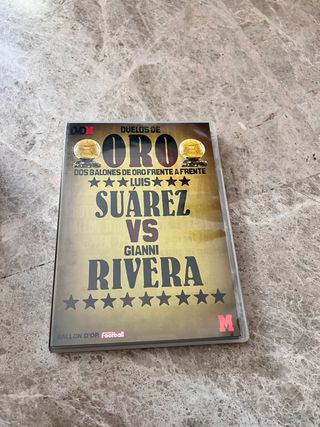 DVD
DUELOS DE
ORO
DOS BALONES DE ORO FRENTE A FRENTE
★★★LUIS★★★
SUÁREZ
VS
GIANNI
RIVERA
★★★★★★★★★
BALLON D'OR Football
M